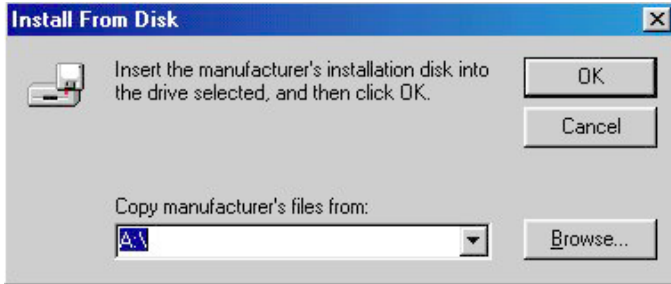 Install From Disk
Insert the manufacturer's installation disk into
the drive selected, and then click OK.
OK
Cancel
Copy manufacturer's files from:
A:\
Browse...